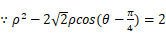 ∵ ρ² − 2√2ρcos(θ − π/4) = 2